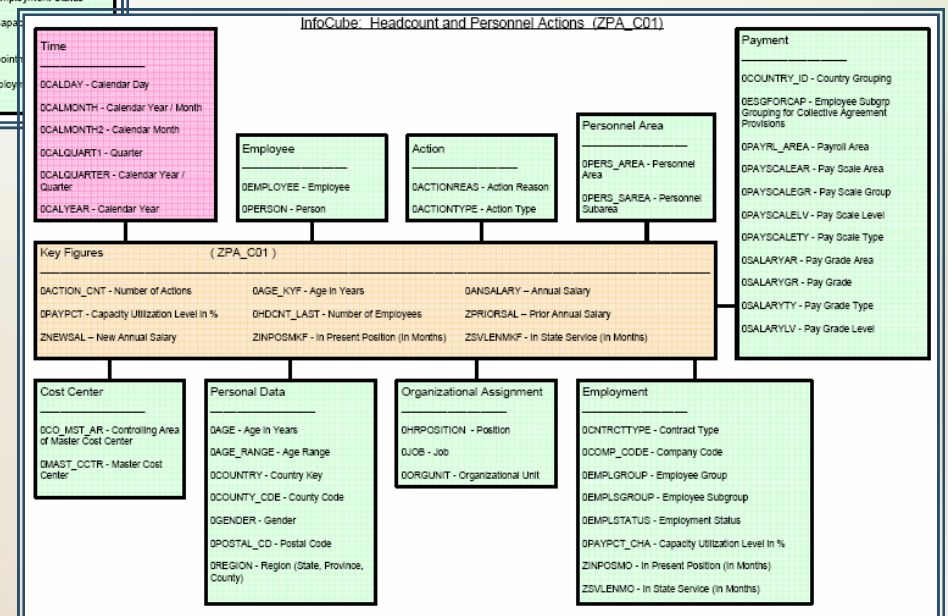 InfoCube: Headcount and Personnel Actions (ZPA_C01)
Time
0CALDAY - Calendar Day
0CALMONTH - Calendar Year / Month
0CALMONTH2 - Calendar Month
0CALQUART1 - Quarter
0CALQUARTER - Calendar Year /
Quarter
0CALYEAR - Calendar Year
Employee
0EMPLOYEE - Employee
0PERSON - Person
Action
0ACTIONREAS - Action Reason
0ACTIONTYPE - Action Type
Personnel Area
0PERS_AREA - Personnel
Area
0PERS_SAREA - Personnel
Subarea
Payment
0COUNTRY_ID - Country Grouping
0ESGFORCAP - Employee Subgrp
Grouping for Collective Agreement
Provisions
0PAYRL_AREA - Payroll Area
0PAYSCALEAR - Pay Scale Area
0PAYSCALEGR - Pay Scale Group
0PAYSCALELV - Pay Scale Level
0PAYSCALETY - Pay Scale Type
0SALARYAR - Pay Grade Area
0SALARYGR - Pay Grade
0SALARYTY - Pay Grade Type
0SALARYLV - Pay Grade Level
Key Figures ( ZPA_C01 )
0ACTION_CNT - Number of Actions 0AGE_KYF - Age in Years 0ANSALARY – Annual Salary
0PAYPCT - Capacity Utilization Level in % 0HDCNT_LAST - Number of Employees ZPRIORSAL – Prior Annual Salary
ZNEWSAL – New Annual Salary ZINPOSMKF - In Present Position (In Months) ZSVLENMKF - In State Service (In Months)
Cost Center
0CO_MST_AR - Controlling Area
of Master Cost Center
0MAST_CCTR - Master Cost
Center
Personal Data
0AGE - Age in Years
0AGE_RANGE - Age Range
0COUNTRY - Country Key
0COUNTY_CDE - County Code
0GENDER - Gender
0POSTAL_CD - Postal Code
0REGION - Region (State, Province,
County)
Organizational Assignment
0HRPOSITION - Position
0JOB - Job
0ORGUNIT - Organizational Unit
Employment
0CNTRCTTYPE - Contract Type
0COMP_CODE - Company Code
0EMPLGROUP - Employee Group
0EMPLSGROUP - Employee Subgroup
0EMPLSTATUS - Employment Status
0PAYPCT_CHA - Capacity Utilization Level in %
ZINPOSMO - In Present Position (In Months)
ZSVLENMO - In State Service (In Months)